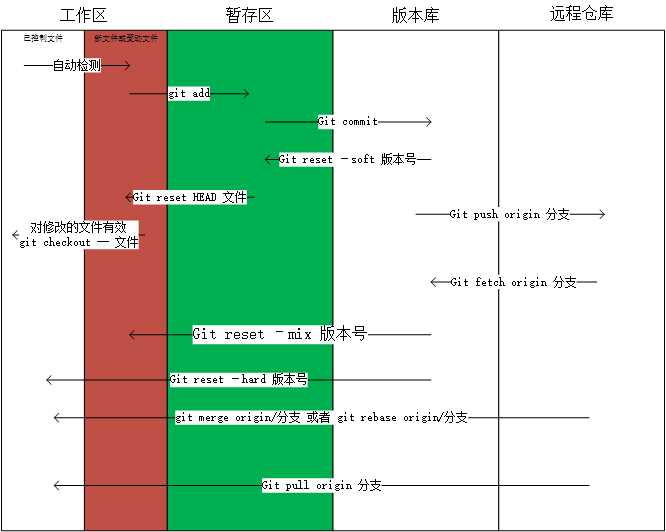 工作区
暂存区
版本库
远程仓库
已控制文件
新文件或变动文件
自动检测
git add
Git commit
Git reset －soft 版本号
Git reset HEAD 文件
Git push origin 分支
对修改的文件有效
git checkout — 文件
Git fetch origin 分支
Git reset －mix 版本号
Git reset －hard 版本号
git merge origin/分支 或者 git rebase origin/分支
Git pull origin 分支